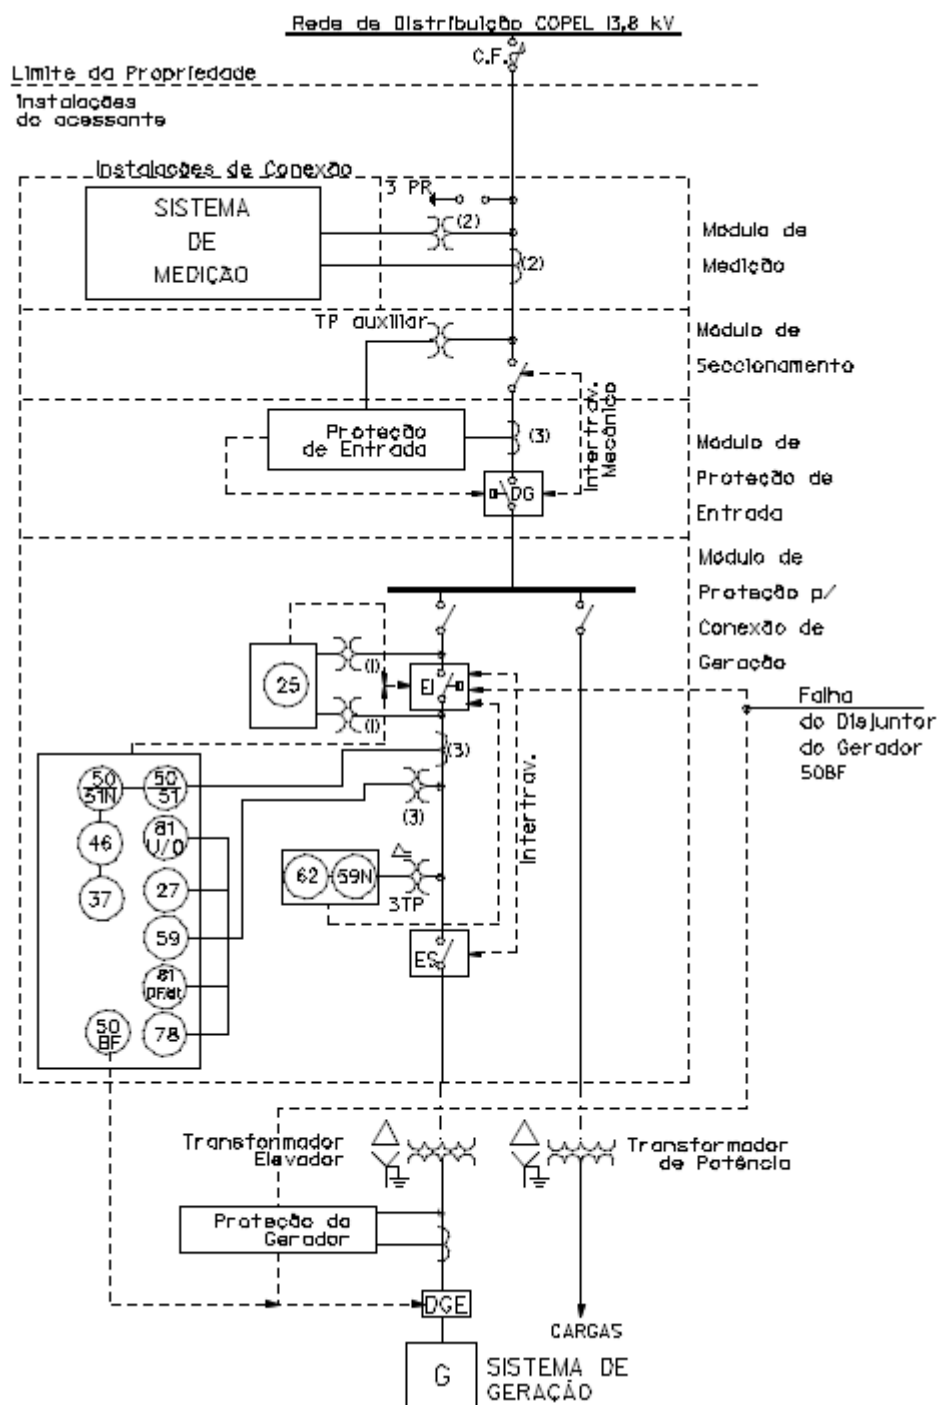 Rede de Distribuição COPEL 13,8 kV
C.F.
Limite da Propriedade
Instalações
do acessante
Instalações de Conexão
3 PR
SISTEMA
DE
MEDIÇÃO
(2)
(2)
Módulo de
Medição
TP auxiliar
Módulo de
Seccionamento
Intertrav.
Mecânico
Proteção
de Entrada
(3)
DG
Módulo de
Proteção de
Entrada
Módulo de
Proteção p/
Conexão de
Geração
25
(1)
(1)
EI
Falha
do Disjuntor
do Gerador
50BF
Intertrav.
(3)
(3)
50
51N
50
51
46
81
U/O
37
27
59
81
DF/dt
50
BF
78
62
59N
3TP
ES
Transformador
Elevador
Transformador
de Potência
Proteção do
Gerador
DGE
CARGAS
G
SISTEMA DE
GERAÇÃO